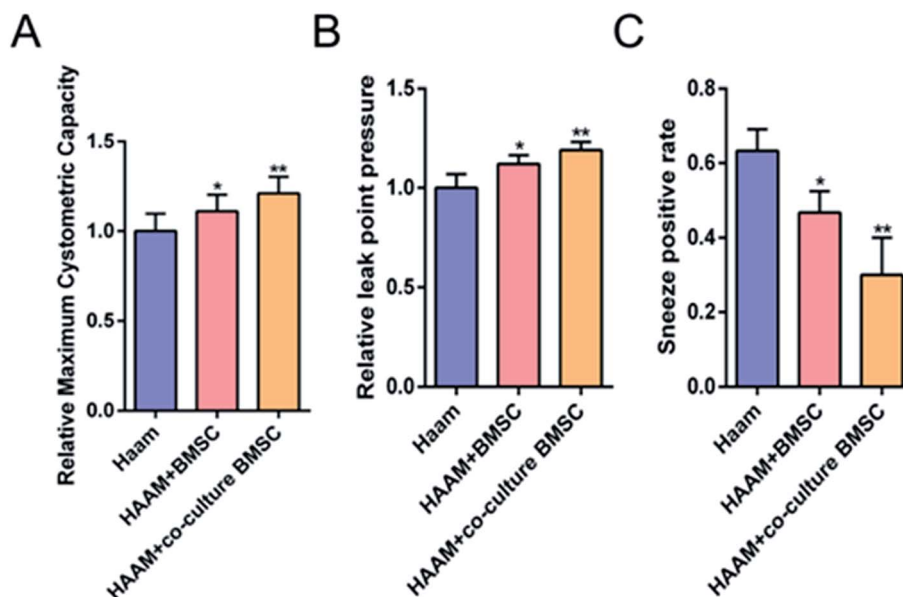 A
Relative Maximum Cystometric Capacity
1.5
1.0
0.5
0.0
*
**
Haam
HAAM+BMSC
HAAM+co-culture BMSC
B
Relative leak point pressure
1.5
1.0
0.5
0.0
*
**
Haam
HAAM+BMSC
HAAM+co-culture BMSC
C
Sneeze positive rate
0.8
0.6
0.4
0.2
0.0
*
**
Haam
HAAM+BMSC
HAAM+co-culture BMSC